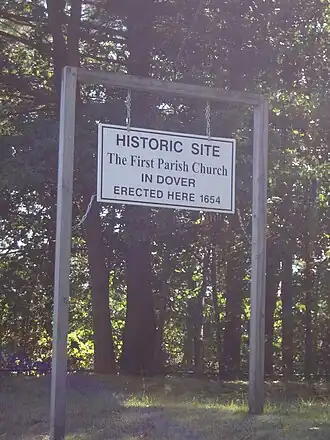 HISTORIC SITE
The First Parish Church
IN DOVER
ERECTED HERE 1654